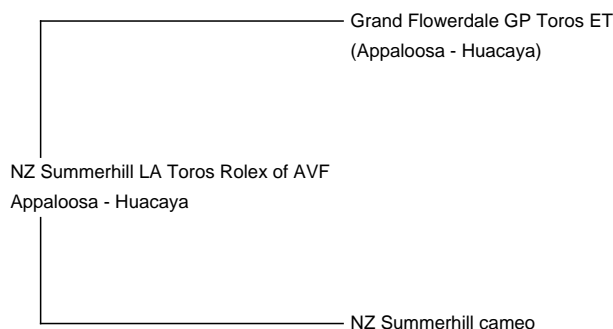 Grand Flowerdale GP Toros ET
(Appaloosa - Huacaya)
NZ Summerhill LA Toros Rolex of AVF
Appaloosa - Huacaya
NZ Summerhill cameo